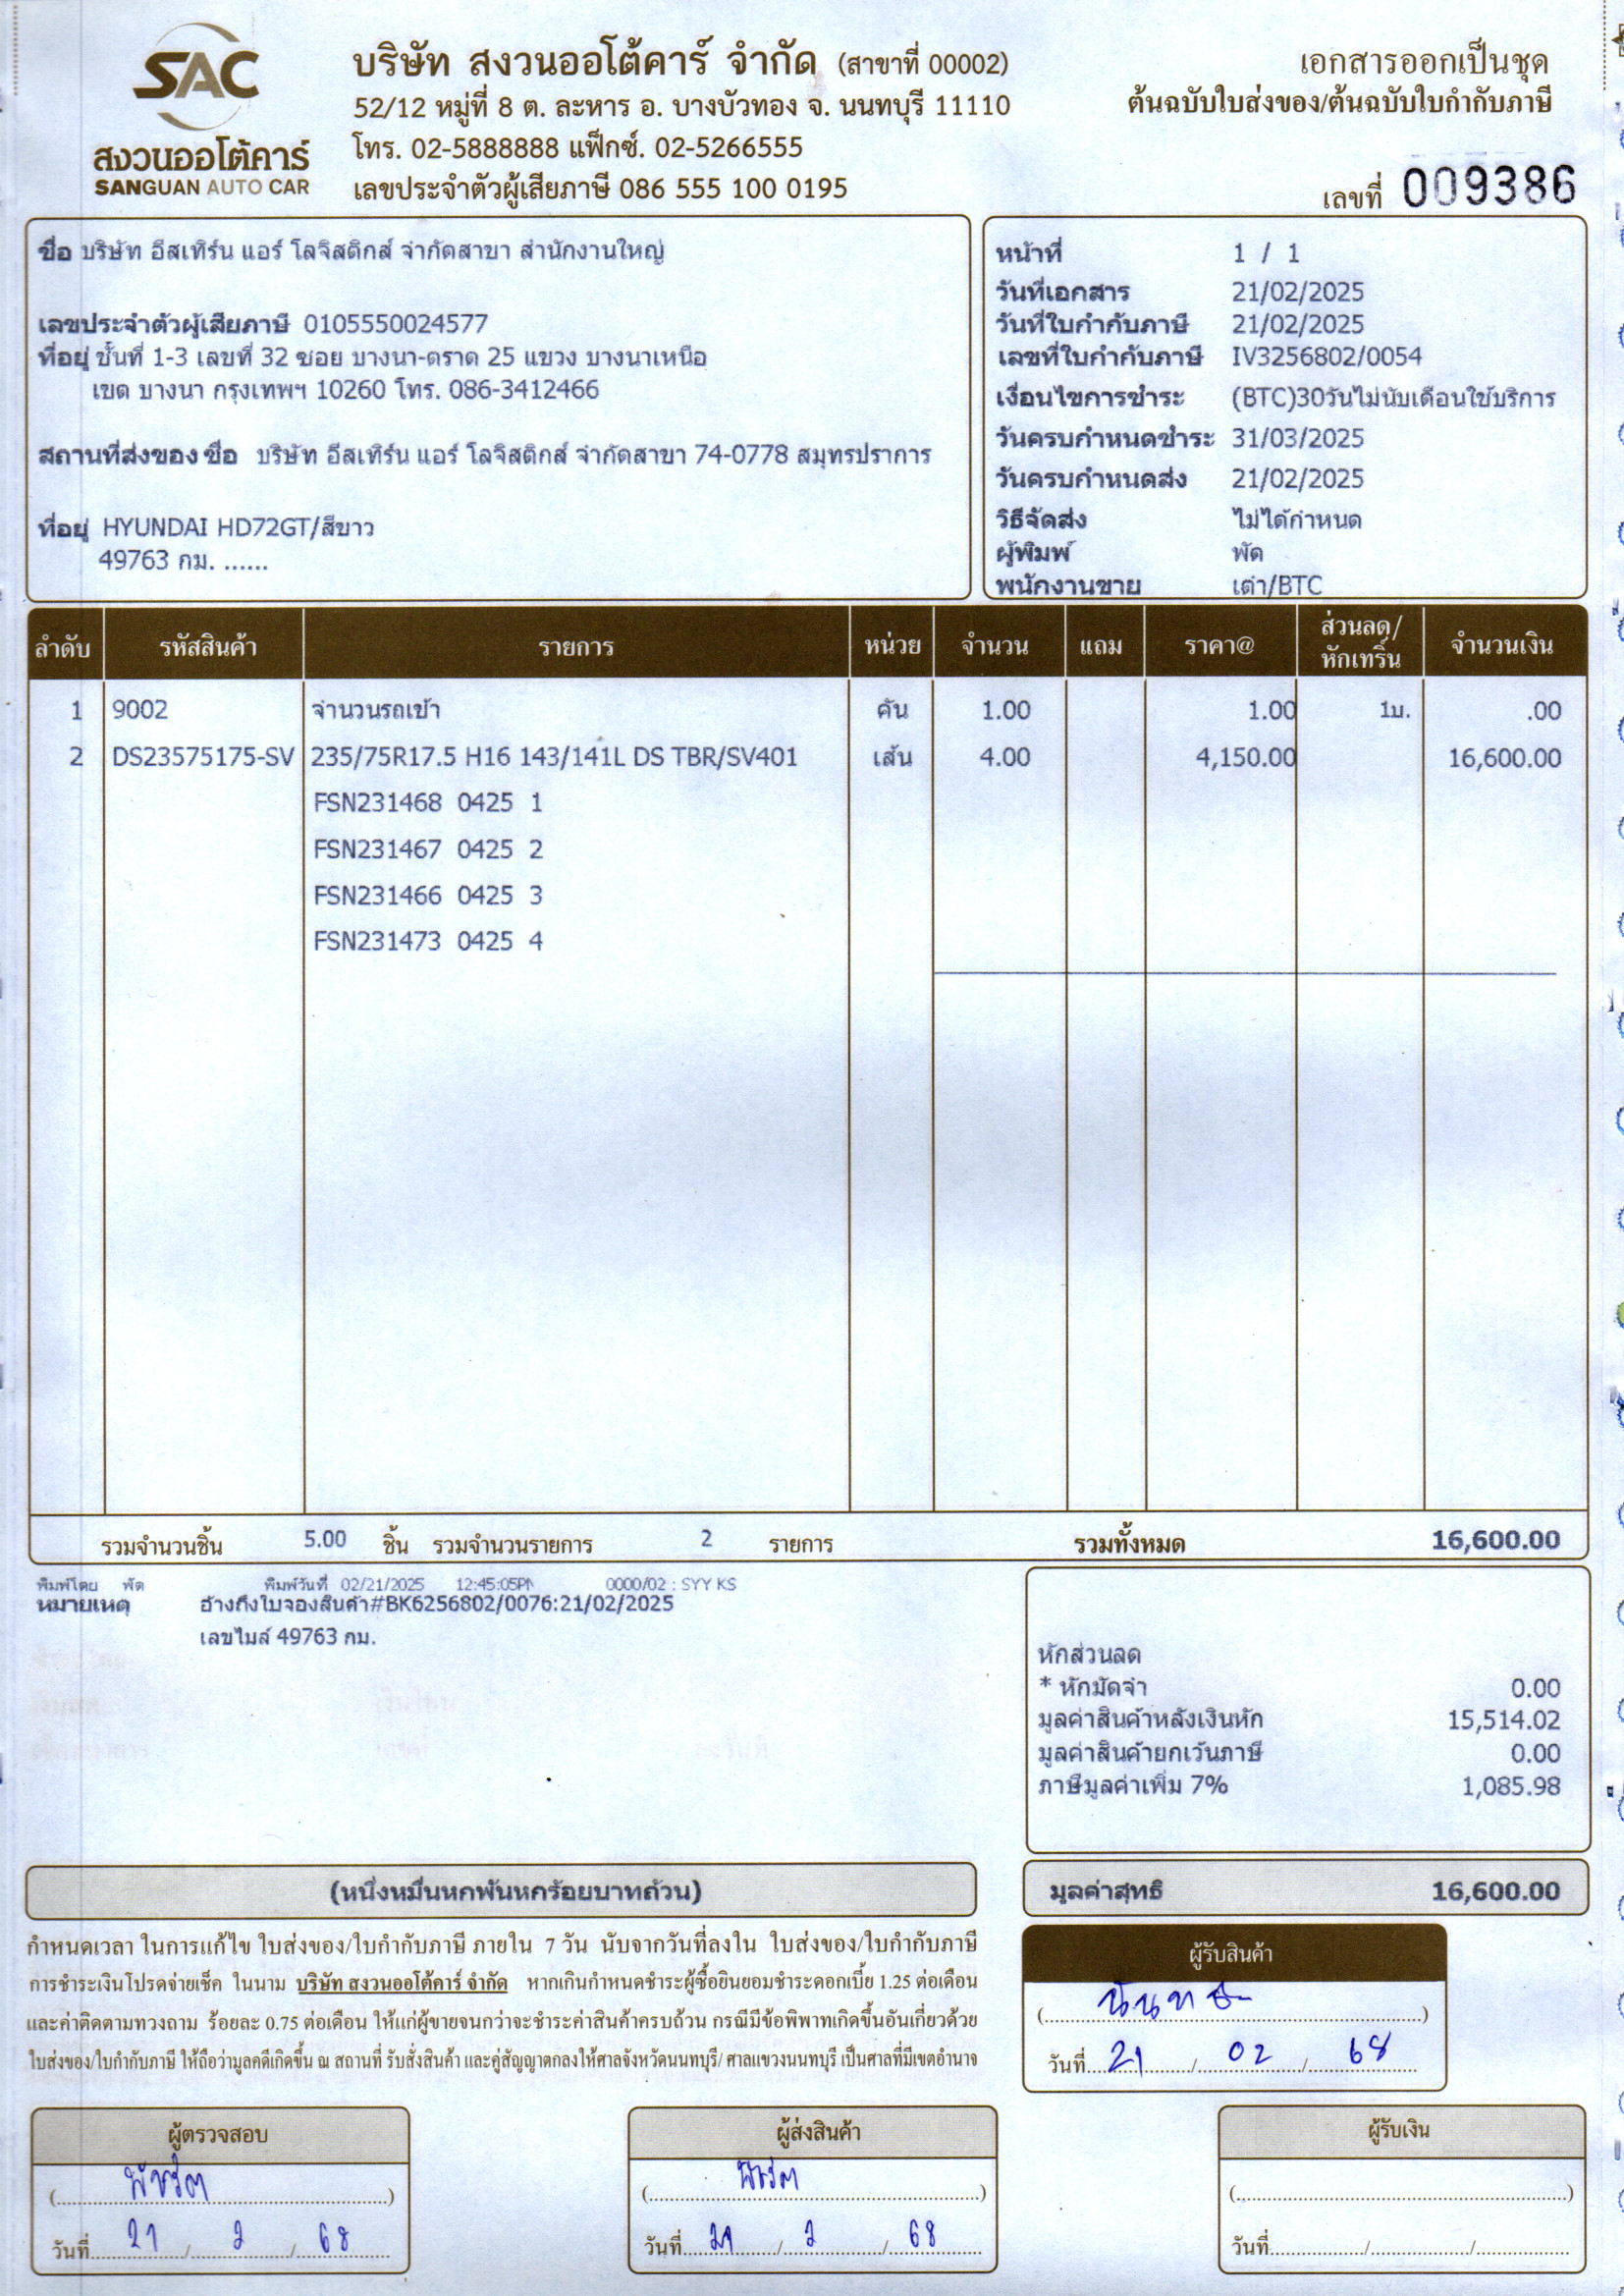 SAC
สงวนออโต้คาร์
SANGUAN AUTO CAR
บริษัท สงวนออโต้คาร์ จำกัด (สาขาที่ 00002)
52/12 หมู่ที่ 8 ต. ละหาร อ. บางบัวทอง จ. นนทบุรี 11110
โทร. 02-5888888 แฟ็กซ์. 02-5266555
เลขประจำตัวผู้เสียภาษี 086 555 100 0195
เอกสารออกเป็นชุด
ต้นฉบับใบส่งของ/ต้นฉบับใบกำกับภาษี
เลขที่ 009386
ชื่อ บริษัท อีสเทิร์น แอร์ โลจิสติกส์ จำกัดสาขา สำนักงานใหญ่
เลขประจำตัวผู้เสียภาษี 0105550024577
ที่อยู่ ชั้นที่ 1-3 เลขที่ 32 ซอย บางนา-ตราด 25 แขวง บางนาเหนือ
เขต บางนา กรุงเทพฯ 10260 โทร. 086-3412466
สถานที่ส่งของ ชื่อ บริษัท อีสเทิร์น แอร์ โลจิสติกส์ จำกัดสาขา 74-0778 สมุทรปราการ
ที่อยู่ HYUNDAI HD72GT/สีขาว
49763 กม. ......
หน้าที่ 1 / 1
วันที่เอกสาร 21/02/2025
วันที่ใบกำกับภาษี 21/02/2025
เลขที่ใบกำกับภาษี IV3256802/0054
เงื่อนไขการชำระ (BTC)30วันไม่นับเดือนใช้บริการ
วันครบกำหนดชำระ 31/03/2025
วันครบกำหนดส่ง 21/02/2025
วิธีจัดส่ง ไม่ได้กำหนด
ผู้พิมพ์ พัด
พนักงานขาย เต่า/BTC
ลำดับ รหัสสินค้า รายการ หน่วย จำนวน แถม ราคา@ ส่วนลด/หักเทริ์น จำนวนเงิน
1 9002 จำนวนรถเข้า คัน 1.00 1.00 1บ. .00
2 DS23575175-SV 235/75R17.5 H16 143/141L DS TBR/SV401 เส้น 4.00 4,150.00 16,600.00
FSN231468 0425 1
FSN231467 0425 2
FSN231466 0425 3
FSN231473 0425 4
รวมจำนวนชิ้น 5.00 ชิ้น รวมจำนวนรายการ 2 รายการ รวมทั้งหมด 16,600.00
พิมพ์โดย พัด พิมพ์วันที่ 02/21/2025 12:45:05PM 0000/02 : SYY KS
หมายเหตุ อ้างถึงใบจองสินค้า#BK6256802/0076:21/02/2025
เลขไมล์ 49763 กม.
หักส่วนลด
* หักมัดจำ 0.00
มูลค่าสินค้าหลังเงินหัก 15,514.02
มูลค่าสินค้ายกเว้นภาษี 0.00
ภาษีมูลค่าเพิ่ม 7% 1,085.98
(หนึ่งหมื่นหกพันหกร้อยบาทถ้วน)
มูลค่าสุทธิ 16,600.00
กำหนดเวลา ในการแก้ไข ใบส่งของ/ใบกำกับภาษี ภายใน 7 วัน นับจากวันที่ลงใน ใบส่งของ/ใบกำกับภาษี
การชำระเงินโปรดจ่ายเช็ค ในนาม บริษัท สงวนออโต้คาร์ จำกัด หากเกินกำหนดชำระผู้ซื้อยินยอมชำระดอกเบี้ย 1.25 ต่อเดือน
และค่าติดตามทวงถาม ร้อยละ 0.75 ต่อเดือน ให้แก่ผู้ขายจนกว่าจะชำระค่าสินค้าครบถ้วน กรณีมีข้อพิพาทเกิดขึ้นอันเกี่ยวด้วย
ใบส่งของ/ใบกำกับภาษี ให้ถือว่ามูลคดีเกิดขึ้น ณ สถานที่ รับสั่งสินค้า และคู่สัญญาตกลงให้ศาลจังหวัดนนทบุรี/ ศาลแขวงนนทบุรี เป็นศาลที่มีเขตอำนาจ
ผู้รับสินค้า
วันที่ 21 / 02 / 68
ผู้ตรวจสอบ
วันที่ 21 / 2 / 68
ผู้ส่งสินค้า
วันที่ 21 / 2 / 68
ผู้รับเงิน
วันที่ / /